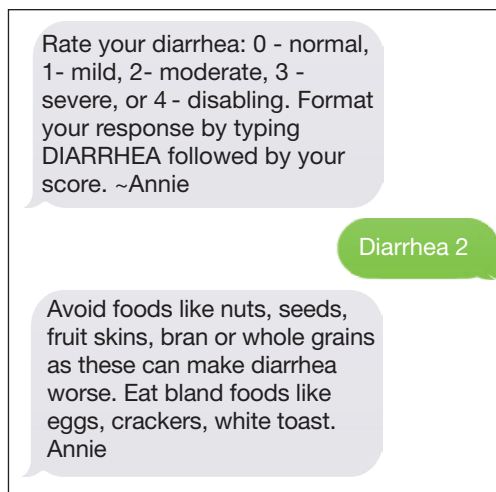 Rate your diarrhea: 0 - normal,
1- mild, 2- moderate, 3 -
severe, or 4 - disabling. Format
your response by typing
DIARRHEA followed by your
score. ~Annie
Diarrhea 2
Avoid foods like nuts, seeds,
fruit skins, bran or whole grains
as these can make diarrhea
worse. Eat bland foods like
eggs, crackers, white toast.
Annie